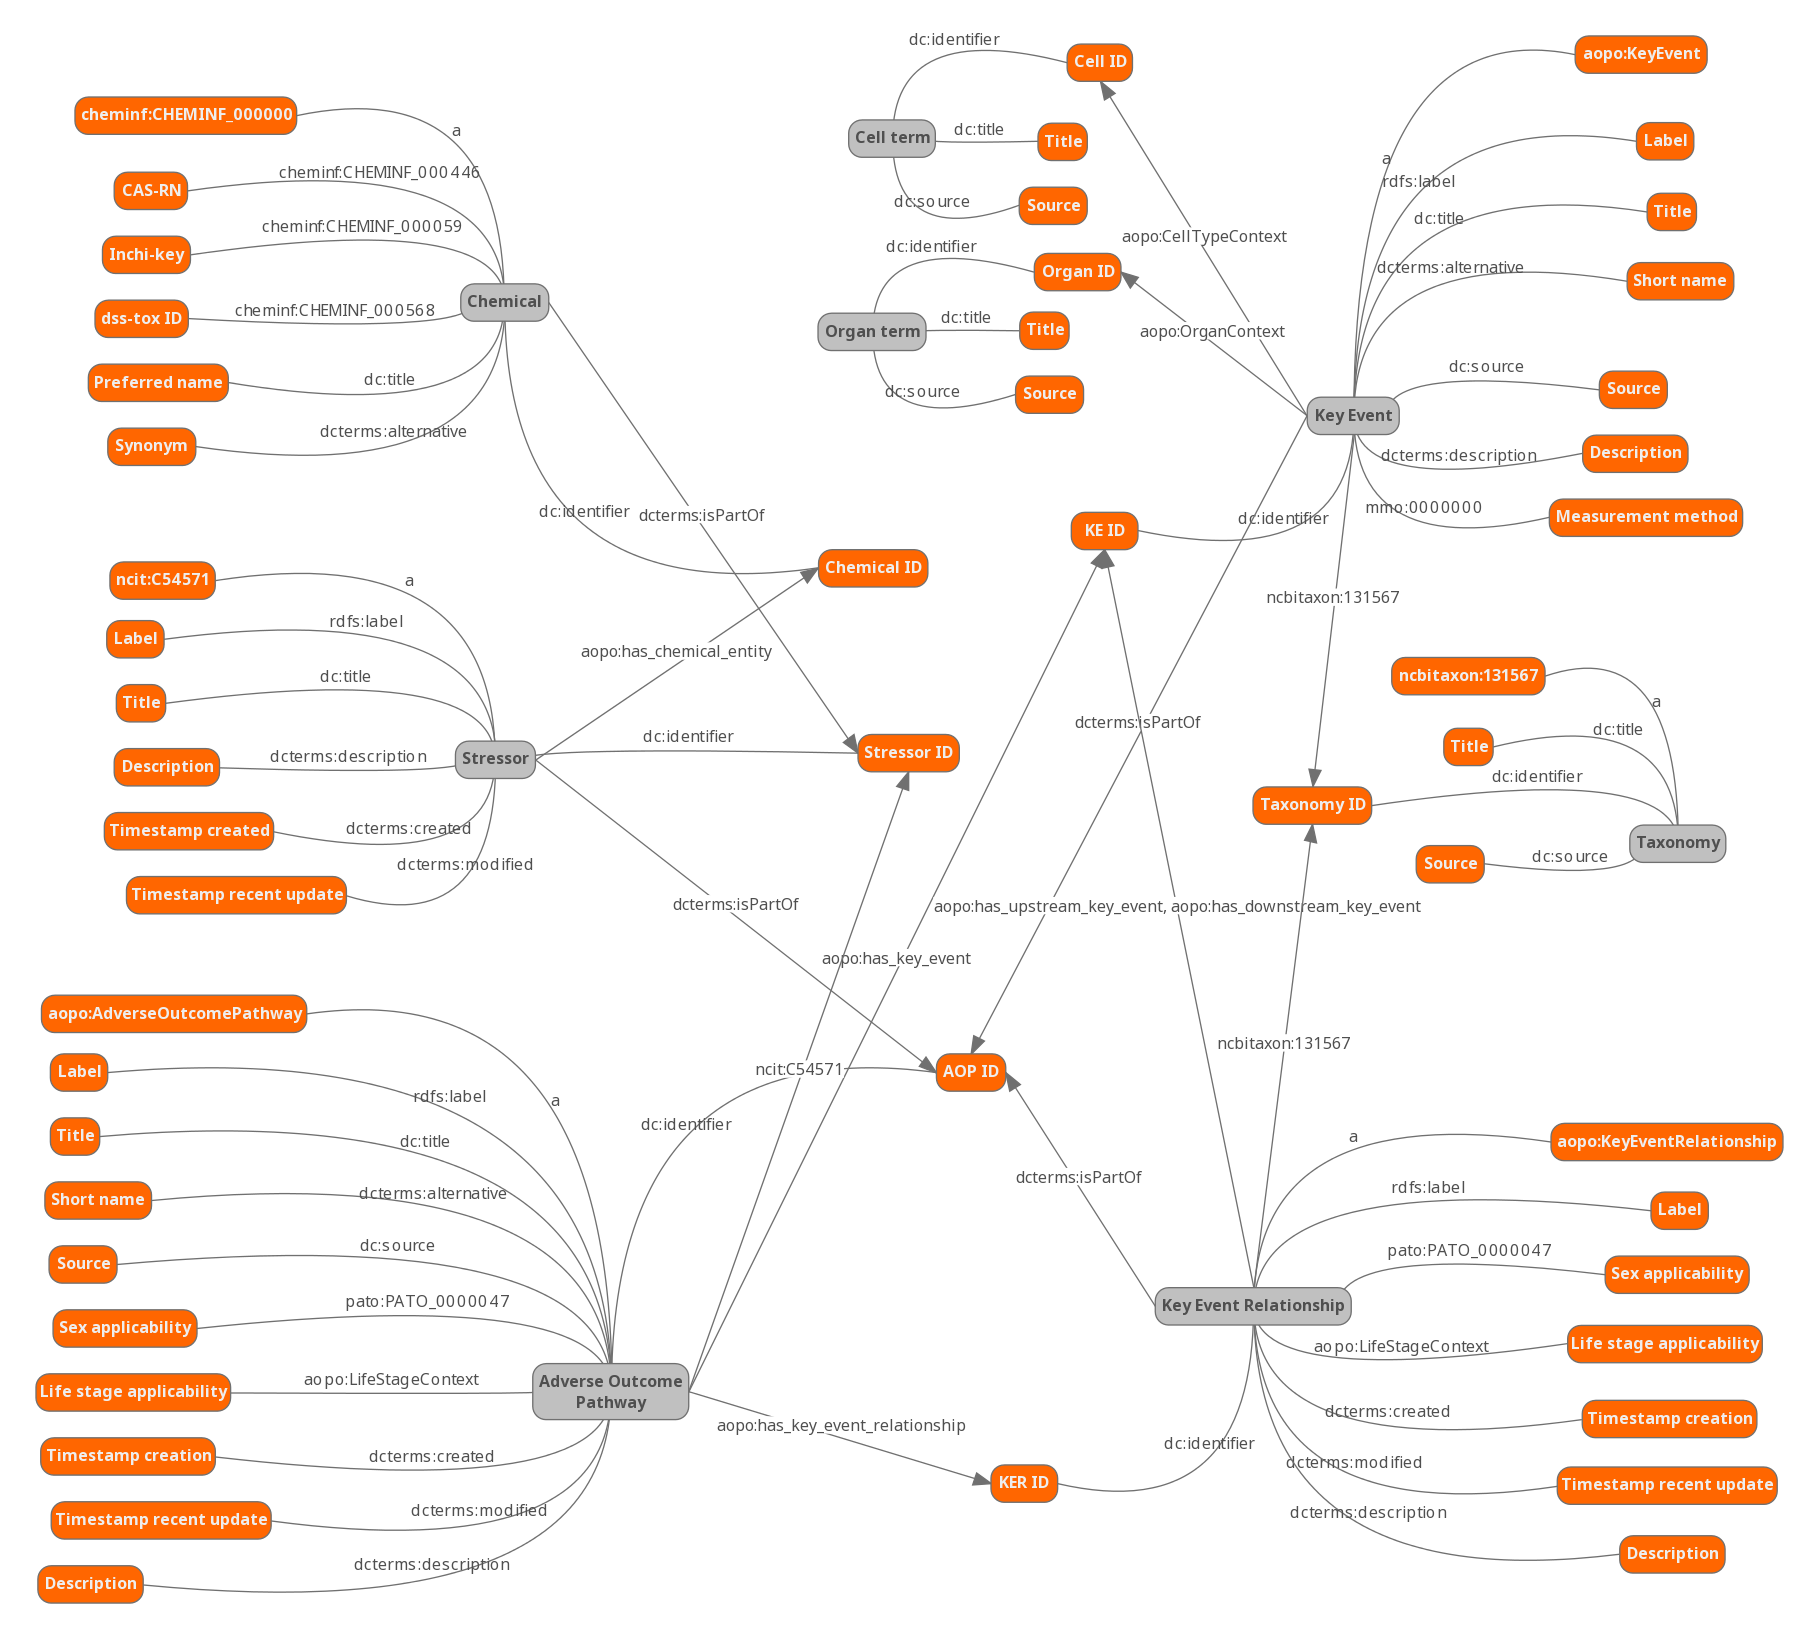 cheminf:CHEMINF_000000
a
CAS-RN
cheminf:CHEMINF_000446
Inchi-key
cheminf:CHEMINF_000059
dss-tox ID
cheminf:CHEMINF_000568
Chemical
Preferred name
dc:title
Synonym
dcterms:alternative
dc:identifier
dcterms:isPartOf
Chemical ID
dc:identifier
Cell ID
Cell term
dc:title
Title
dc:source
Source
aopo:CellTypeContext
dc:identifier
Organ ID
Organ term
dc:title
Title
aopo:OrganContext
dc:source
Source
aopo:KeyEvent
a
Label
rdfs:label
Title
dc:title
Short name
dcterms:alternative
Source
dc:source
Key Event
Description
dcterms:description
Measurement method
mmo:0000000
KE ID
dc:identifier
ncbitaxon:131567
dcterms:isPartOf
ncit:C54571
a
Label
rdfs:label
Title
dc:title
aopo:has_chemical_entity
Description
dcterms:description
Stressor
dc:identifier
Stressor ID
Timestamp created
dcterms:created
Timestamp recent update
dcterms:modified
dcterms:isPartOf
ncbitaxon:131567
a
Title
dc:title
Taxonomy ID
dc:identifier
Taxonomy
Source
dc:source
aopo:has_upstream_key_event, aopo:has_downstream_key_event
aopo:has_key_event
ncbitaxon:131567
ncit:C54571
AOP ID
dc:identifier
dcterms:isPartOf
aopo:AdverseOutcomePathway
a
Label
rdfs:label
Title
dc:title
Short name
dcterms:alternative
Source
dc:source
Sex applicability
pato:PATO_0000047
Life stage applicability
aopo:LifeStageContext
Adverse Outcome
Pathway
Timestamp creation
dcterms:created
Timestamp recent update
dcterms:modified
Description
dcterms:description
aopo:has_key_event_relationship
KER ID
dc:identifier
a
aopo:KeyEventRelationship
rdfs:label
Label
pato:PATO_0000047
Sex applicability
Key Event Relationship
aopo:LifeStageContext
Life stage applicability
dcterms:created
Timestamp creation
dcterms:modified
Timestamp recent update
dcterms:description
Description